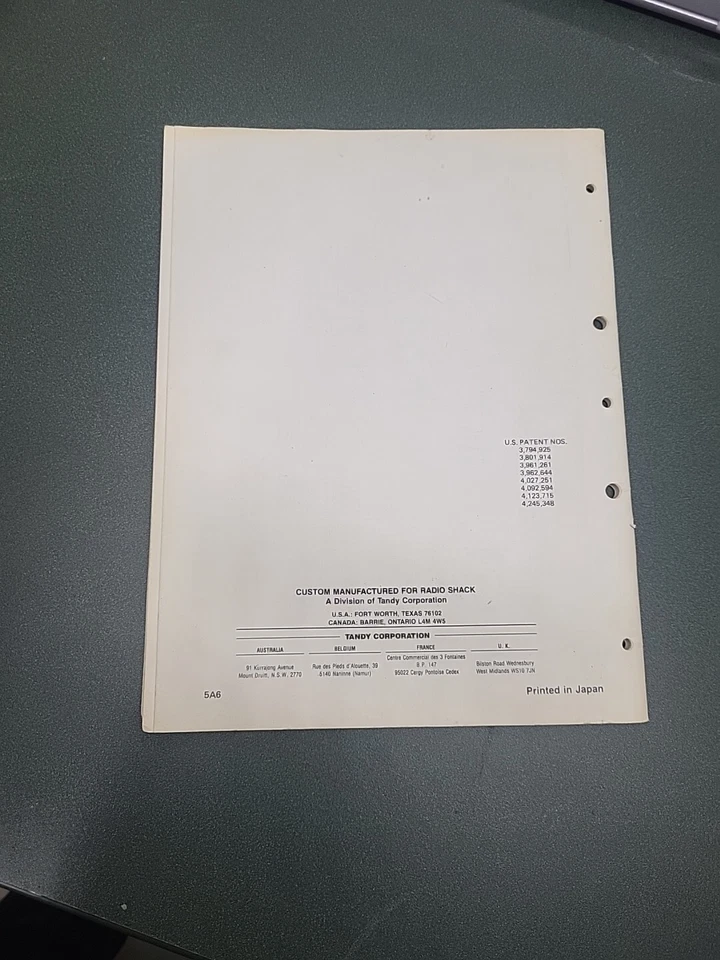 U.S. PATENT NOS.
3,794,925
3,801,914
3,961,261
3,962,644
4,027,251
4,092,594
4,123,715
4,245,348
CUSTOM MANUFACTURED FOR RADIO SHACK
A Division of Tandy Corporation
U.S.A.: FORT WORTH, TEXAS 76102
CANADA: BARRIE, ONTARIO L4M 4W5
TANDY CORPORATION
AUSTRALIA
91 Kurrajong Avenue
Mount Druitt, N.S.W. 2770
BELGIUM
Rue des Pieds d'Alouette, 39
5140 Naninne (Namur)
FRANCE
Centre Commercial des 3 Fontaines
B.P. 147
95022 Cergy Pontoise Cedex
U. K.
Bilston Road Wednesbury
West Midlands WS10 7JN
5A6
Printed in Japan